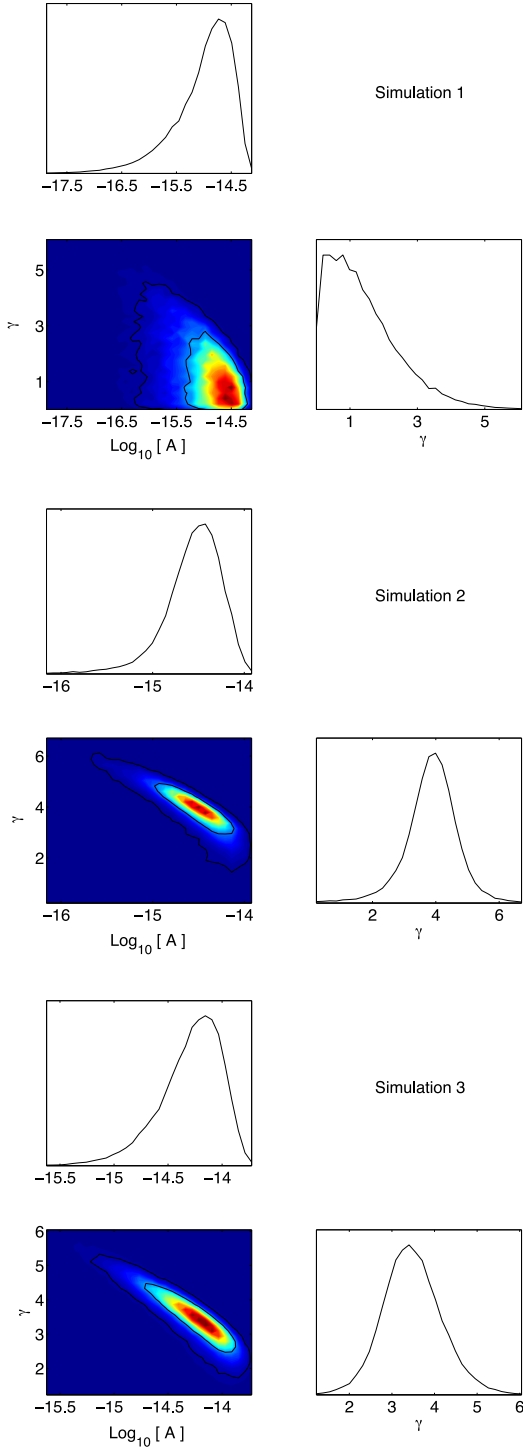 Simulation 1
−17.5 −16.5 −15.5 −14.5
5
3
1
γ
−17.5 −16.5 −15.5 −14.5
Log10 [ A ]
1 3 5
γ
Simulation 2
−16 −15 −14
6
4
2
γ
−16 −15 −14
Log10 [ A ]
2 4 6
γ
Simulation 3
−15.5 −15 −14.5 −14
6
5
4
3
2
γ
−15.5 −15 −14.5 −14
Log10 [ A ]
2 3 4 5 6
γ